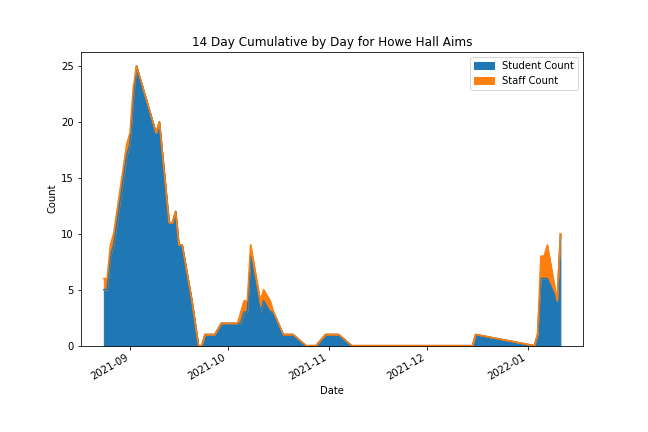 14 Day Cumulative by Day for Howe Hall Aims
Student Count
Staff Count
25
20
15
10
5
0
Count
2021-09
2021-10
2021-11
2021-12
2022-01
Date